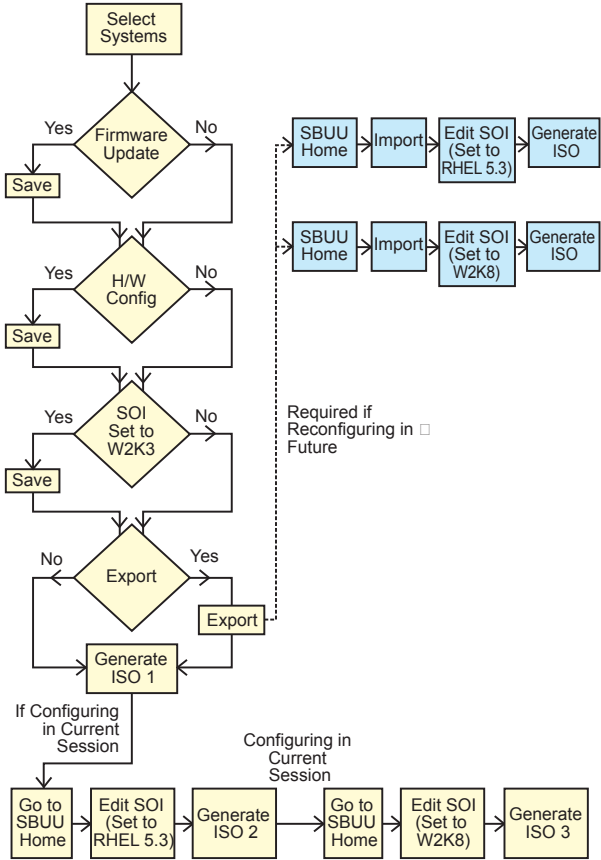 Select
Systems
Yes
Firmware
Update
No
Save
SBUU
Home
Import
Edit SOI
(Set to
RHEL 5.3)
Generate
ISO
SBUU
Home
Import
Edit SOI
(Set to
W2K8)
Generate
ISO
Yes
H/W
Config
No
Save
Yes
SOI
Set to
W2K3
No
Save
Required if
Reconfiguring in □
Future
No
Export
Yes
Export
Generate
ISO 1
If Configuring
in Current
Session
Configuring in
Current
Session
Go to
SBUU
Home
Edit SOI
(Set to
RHEL 5.3)
Generate
ISO 2
Go to
SBUU
Home
Edit SOI
(Set to
W2K8)
Generate
ISO 3